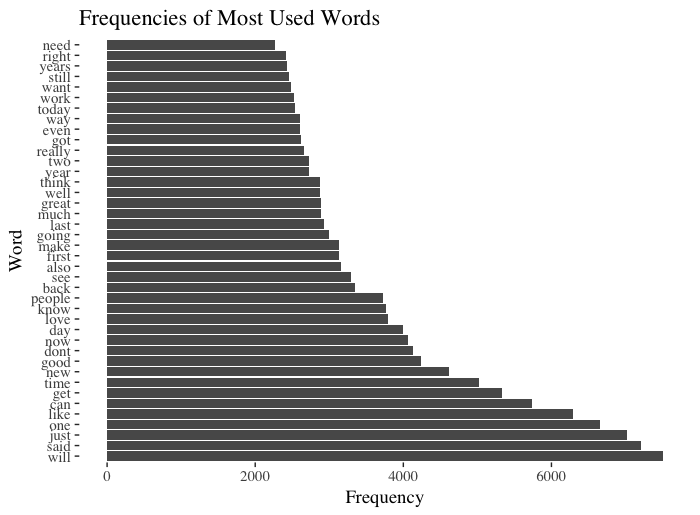 Frequencies of Most Used Words
need
right
years
still
want
work
today
way
even
got
really
two
year
think
well
great
much
last
going
make
first
also
see
back
people
know
love
day
now
dont
good
new
time
get
can
like
one
just
said
will
Word
0 2000 4000 6000
Frequency